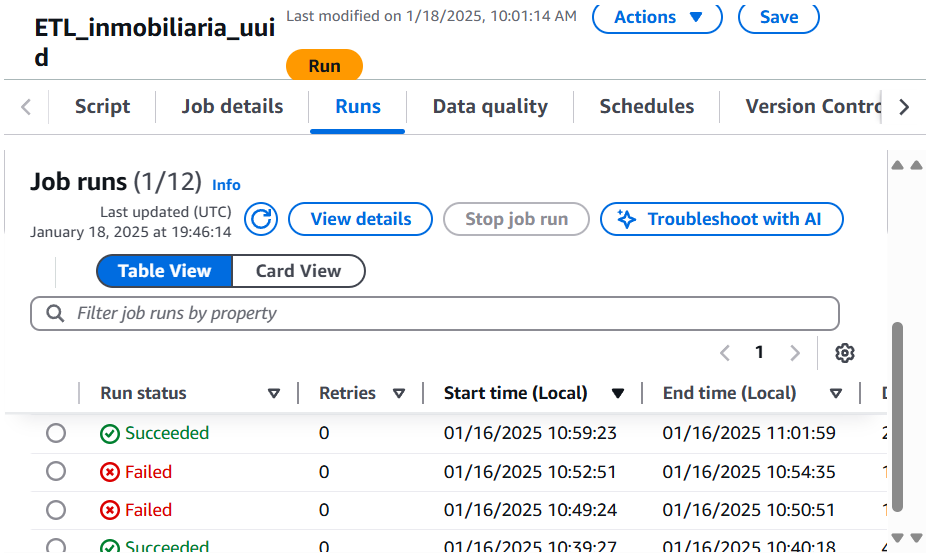 ETL_inmobiliaria_uui
d
Last modified on 1/18/2025, 10:01:14 AM
Actions
Save
Run
Script
Job details
Runs
Data quality
Schedules
Version Contro
Job runs (1/12) Info
Last updated (UTC)
January 18, 2025 at 19:46:14
View details
Stop job run
Troubleshoot with AI
Table View
Card View
Filter job runs by property
1
Run status Retries Start time (Local) End time (Local)
Succeeded 0 01/16/2025 10:59:23 01/16/2025 11:01:59 2
Failed 0 01/16/2025 10:52:51 01/16/2025 10:54:35 1
Failed 0 01/16/2025 10:49:24 01/16/2025 10:50:51 1
Succeeded 0 01/16/2025 10:39:27 01/16/2025 10:40:18 4